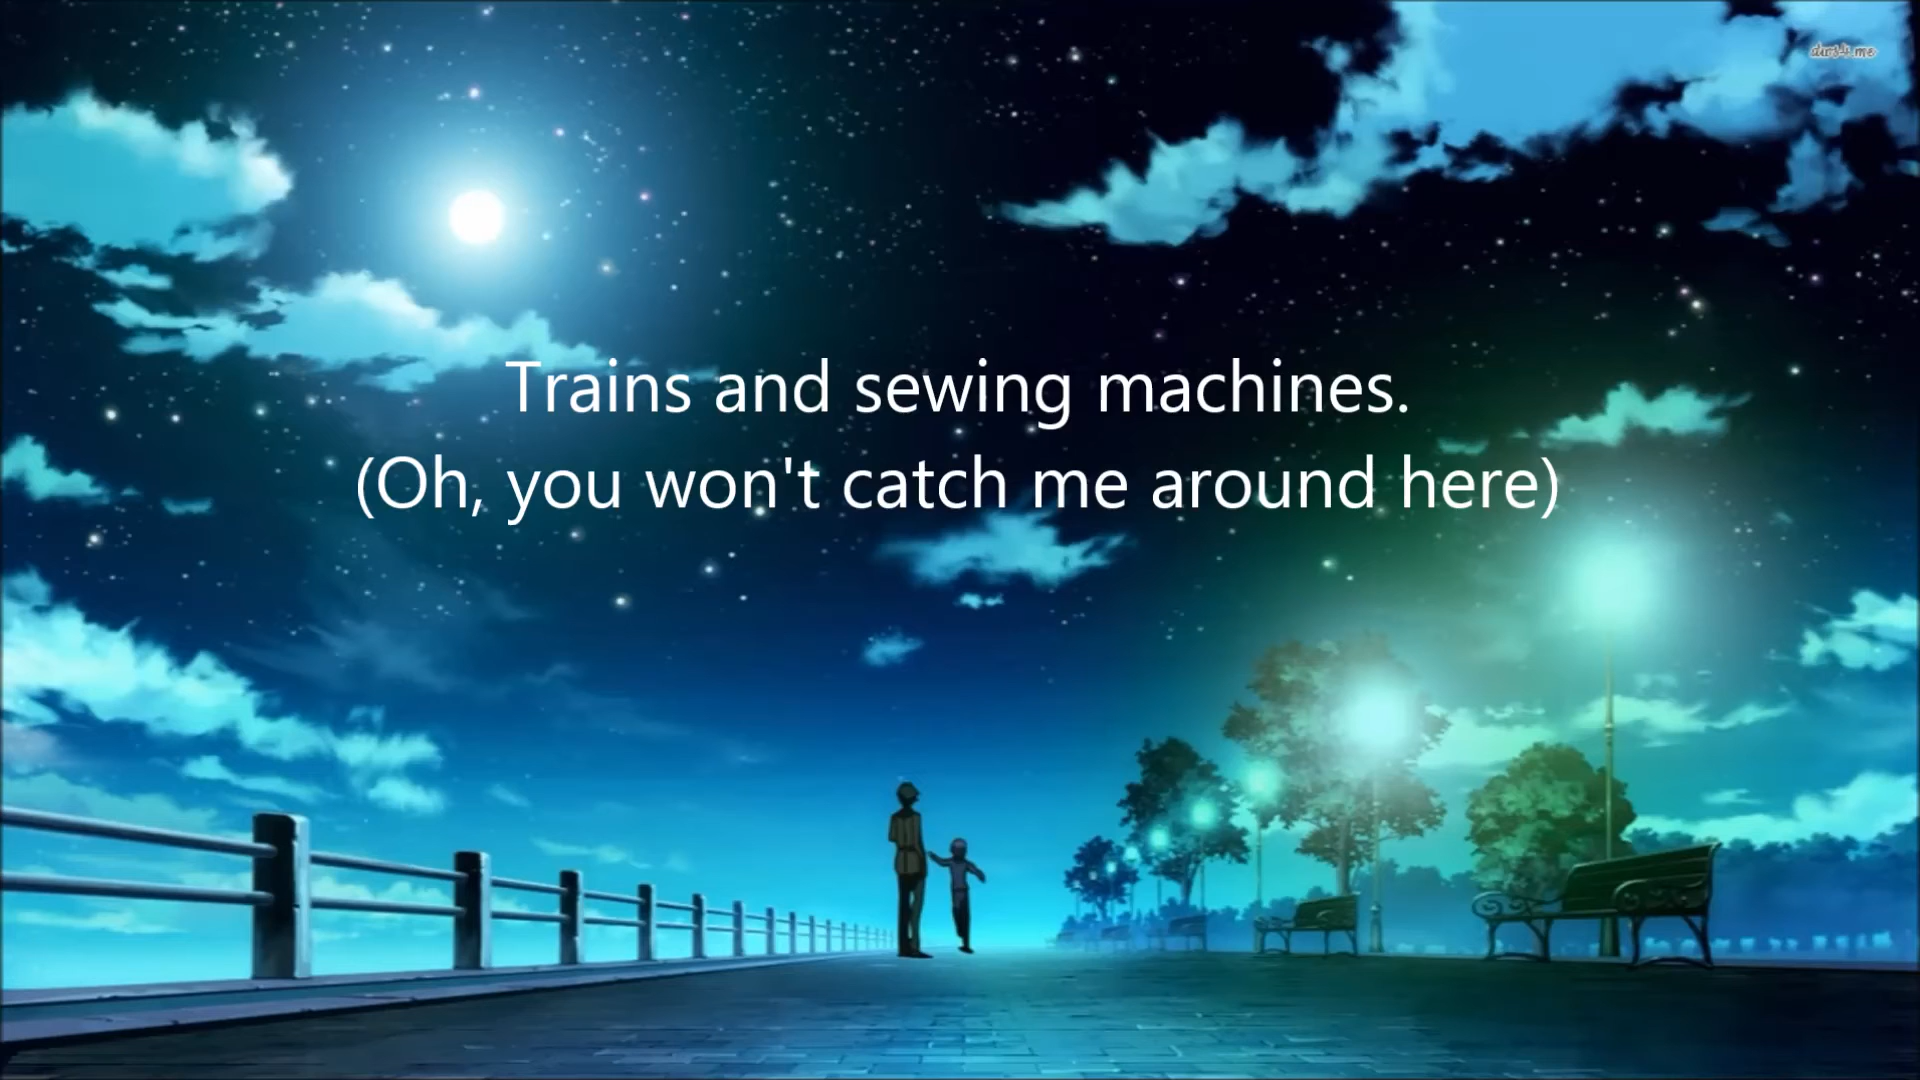 Trains and sewing machines.
(Oh, you won't catch me around here)